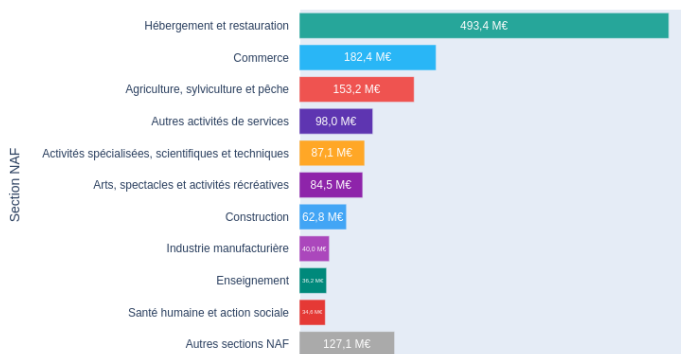 Section NAF
Hébergement et restauration 493,4 M€
Commerce 182,4 M€
Agriculture, sylviculture et pêche 153,2 M€
Autres activités de services 98,0 M€
Activités spécialisées, scientifiques et techniques 87,1 M€
Arts, spectacles et activités récréatives 84,5 M€
Construction 62,8 M€
Industrie manufacturière 40,0 M€
Enseignement 36,2 M€
Santé humaine et action sociale 34,6 M€
Autres sections NAF 127,1 M€